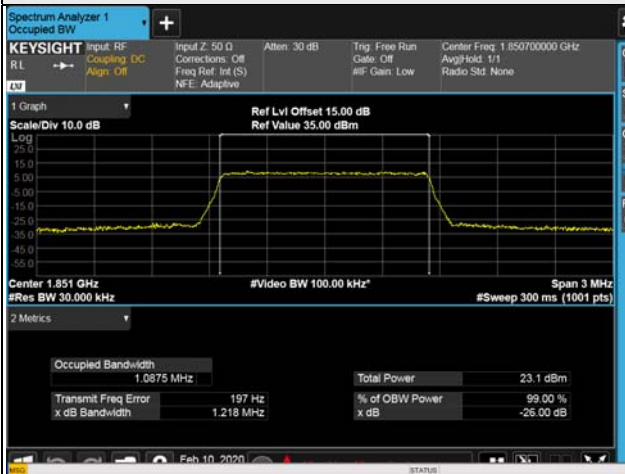 Spectrum Analyzer 1
Occupied BW
+
KEYSIGHT Input: RF Input Z: 50 Ω Atten: 30 dB Trig: Free Run Center Freq: 1.850700000 GHz
RL Coupling: DC Corrections: Off Gate: Off Avg|Hold: 1/1
Align: Off Freq Ref: Int (S) #IF Gain: Low Radio Std: None
LXI NFE: Adaptive
1 Graph Ref Lvl Offset 15.00 dB
Scale/Div 10.0 dB Ref Value 35.00 dBm
Log
25.0
15.0
5.00
-5.00
-15.0
-25.0
-35.0
-45.0
-55.0
Center 1.851 GHz #Video BW 100.00 kHz* Span 3 MHz
#Res BW 30.000 kHz #Sweep 300 ms (1001 pts)
2 Metrics
Occupied Bandwidth
1.0875 MHz Total Power 23.1 dBm
Transmit Freq Error 197 Hz % of OBW Power 99.00 %
x dB Bandwidth 1.218 MHz x dB -26.00 dB
Feb 10, 2020
MSG STATUS